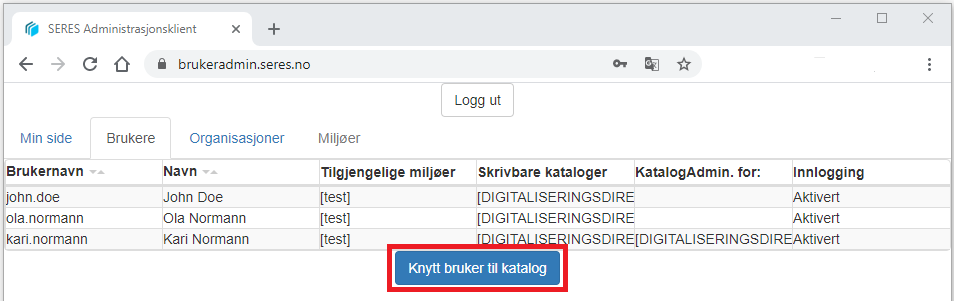 SERES Administrasjonsklient
brukeradmin.seres.no
Logg ut
Min side Brukere Organisasjoner Miljøer
Brukernavn Navn Tilgjengelige miljøer Skrivbare kataloger KatalogAdmin. for: Innlogging
john.doe John Doe [test] [DIGITALISERINGSDIRE Aktivert
ola.normann Ola Normann [test] [DIGITALISERINGSDIRE Aktivert
kari.normann Kari Normann [test] [DIGITALISERINGSDIRE [DIGITALISERINGSDIRE Aktivert
Knytt bruker til katalog